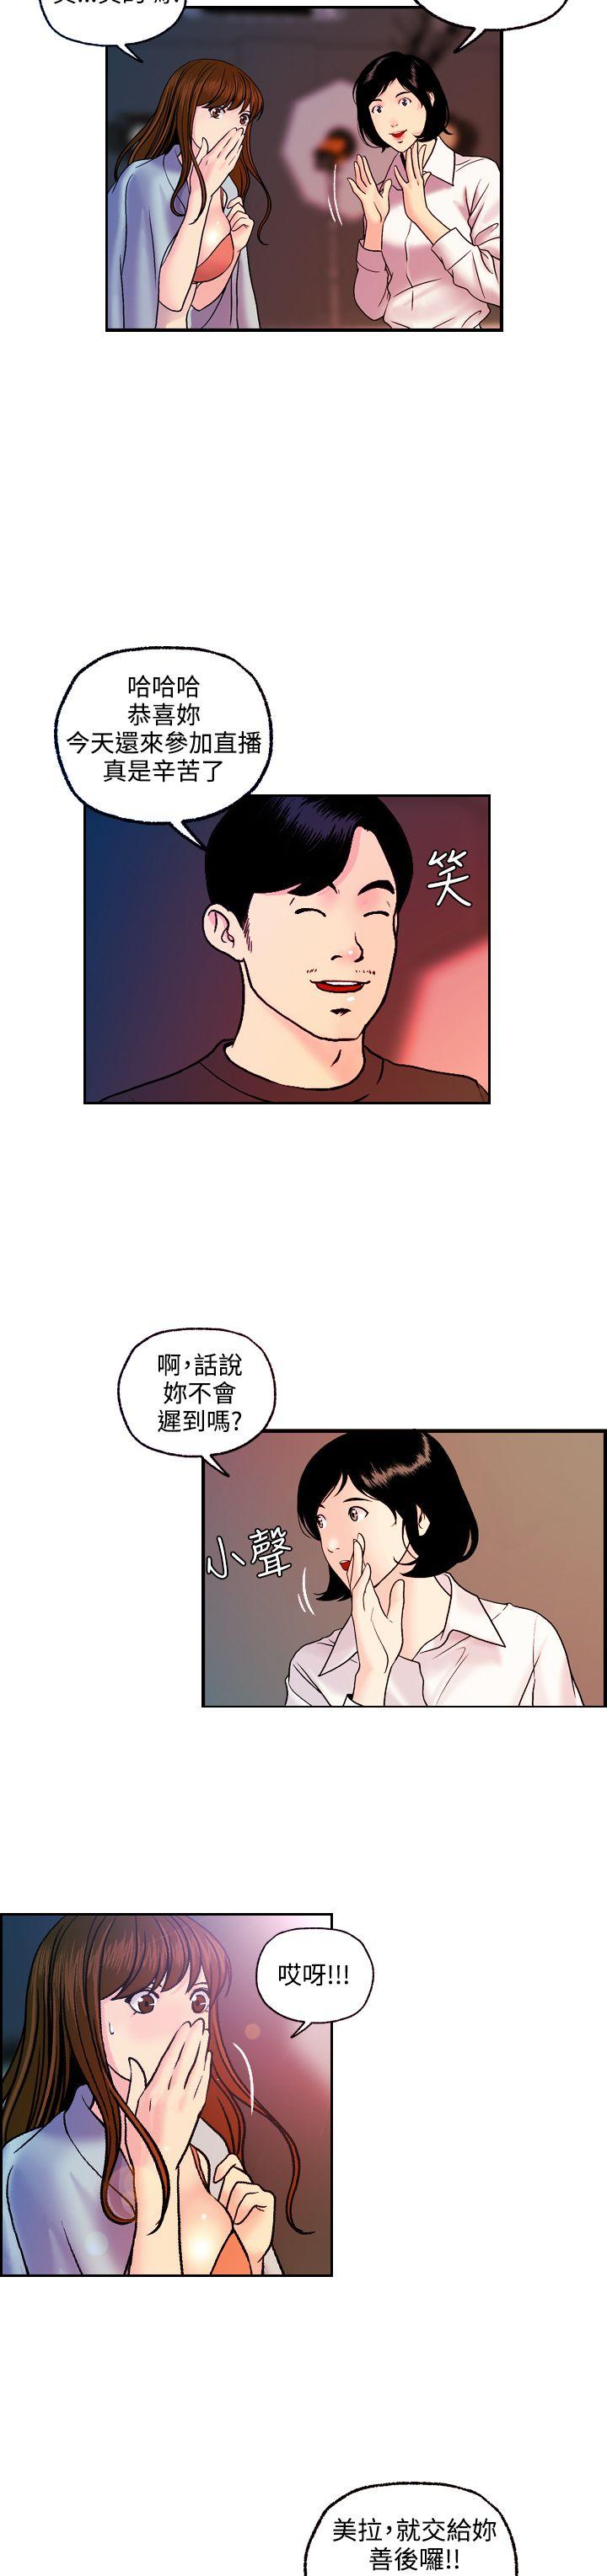 哈哈哈
恭喜妳
今天還來參加直播
真是辛苦了
笑
啊，話說
妳不會
遲到嗎?
小聲
哎呀!!!
美拉，就交給妳
善後囉!!